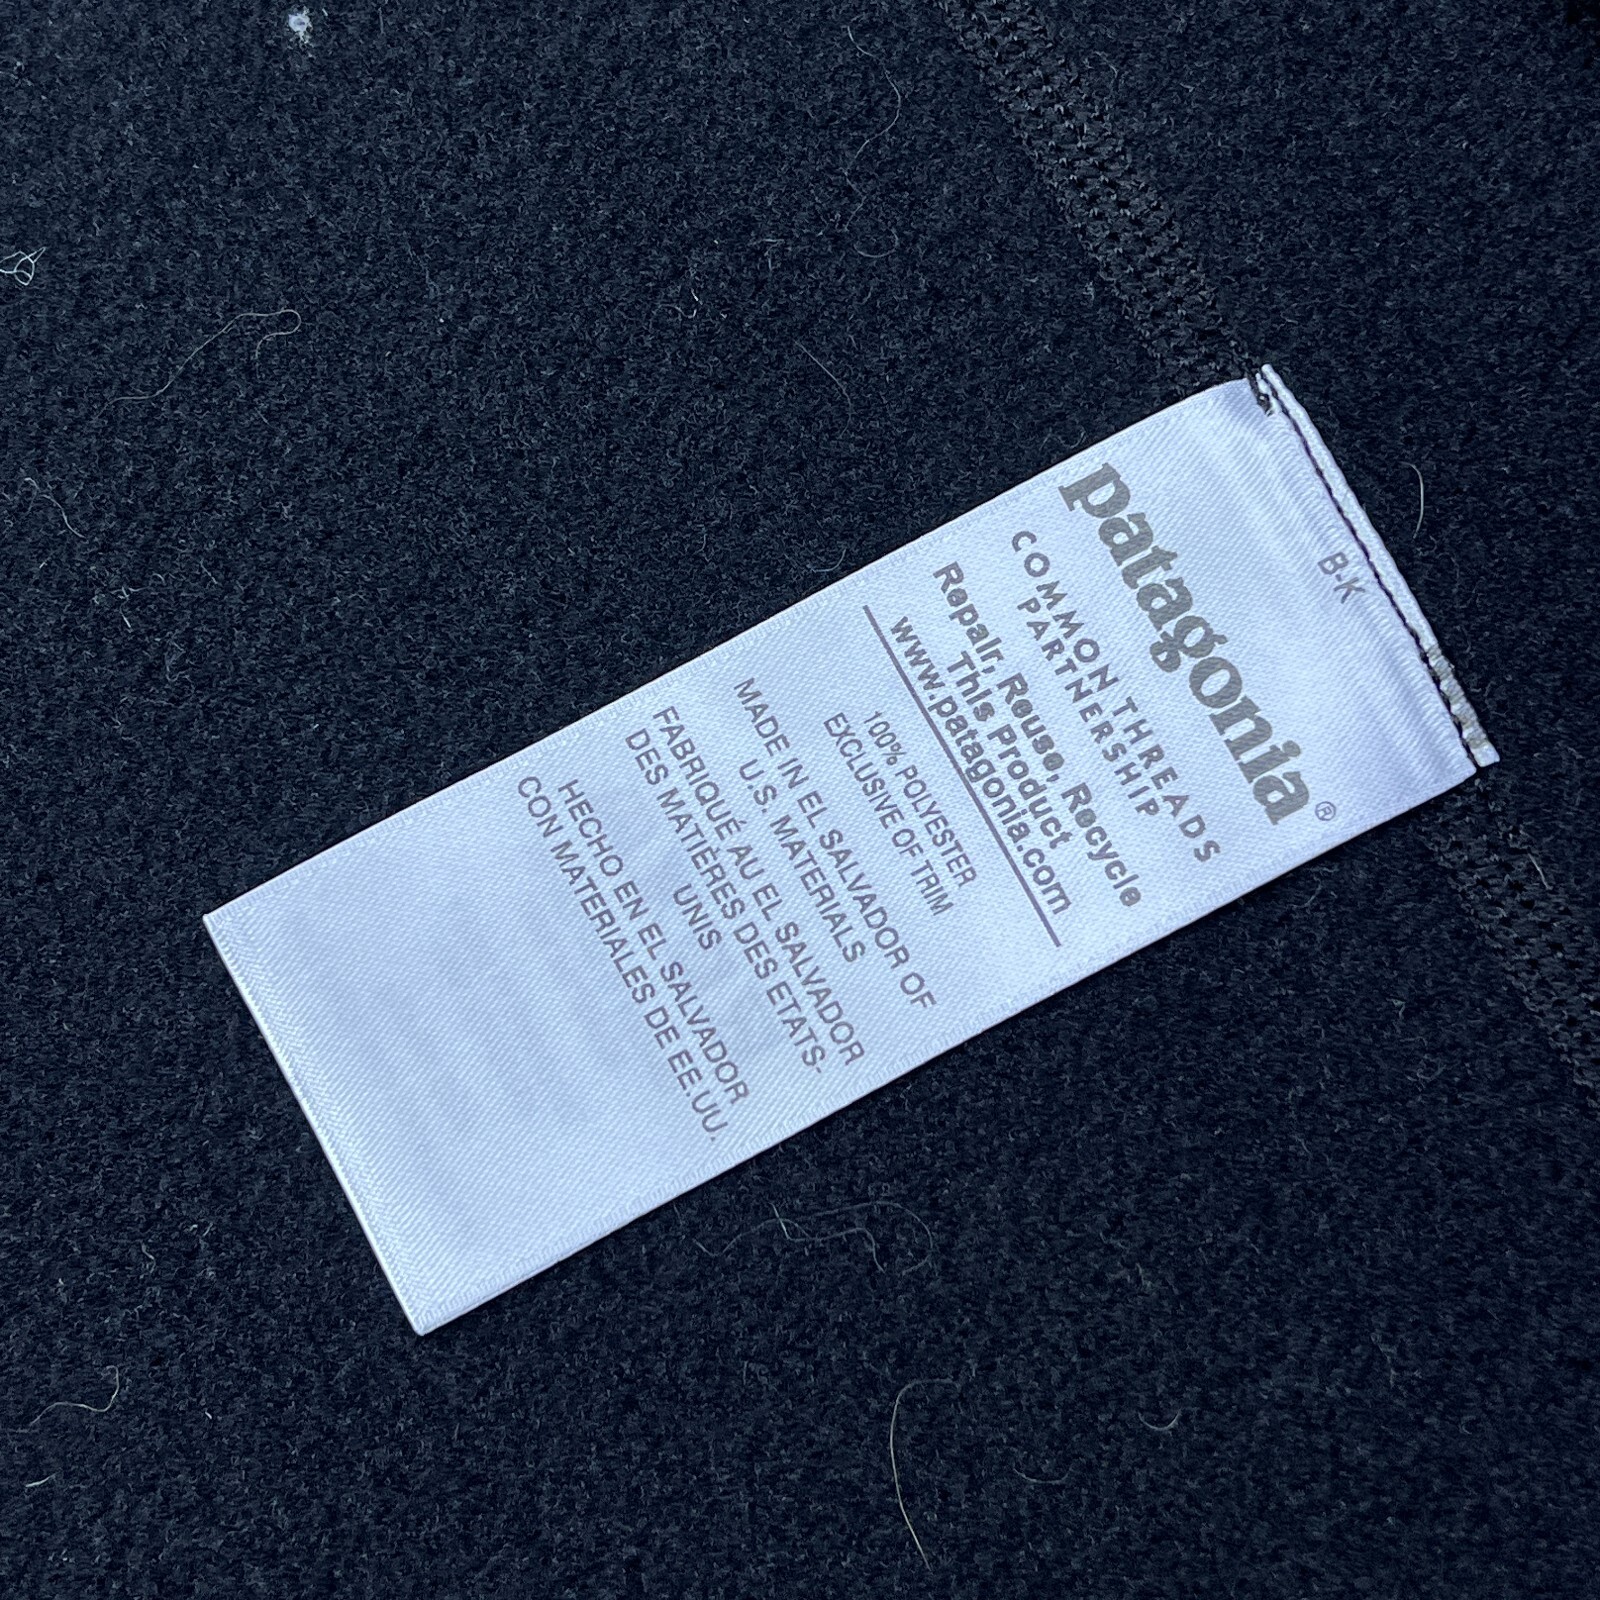 B-K
patagonia®
COMMON THREADS
PARTNERSHIP
Repair, Reuse, Recycle
This Product
www.patagonia.com
100% POLYESTER
EXCLUSIVE OF TRIM
MADE IN EL SALVADOR OF
U.S. MATERIALS
FABRIQUÉ AU EL SALVADOR
DES MATIÈRES DES ETATS-
UNIS
HECHO EN EL SALVADOR
CON MATERIALES DE EE.UU.